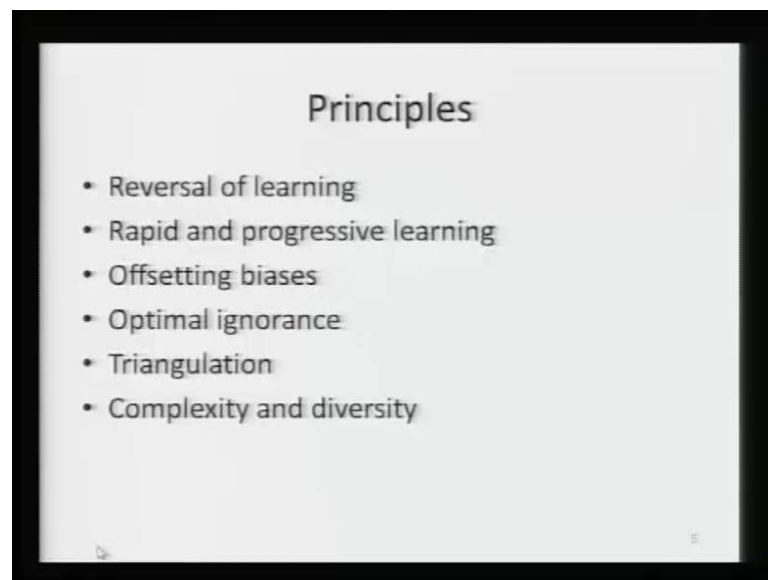 Principles
• Reversal of learning
• Rapid and progressive learning
• Offsetting biases
• Optimal ignorance
• Triangulation
• Complexity and diversity
5